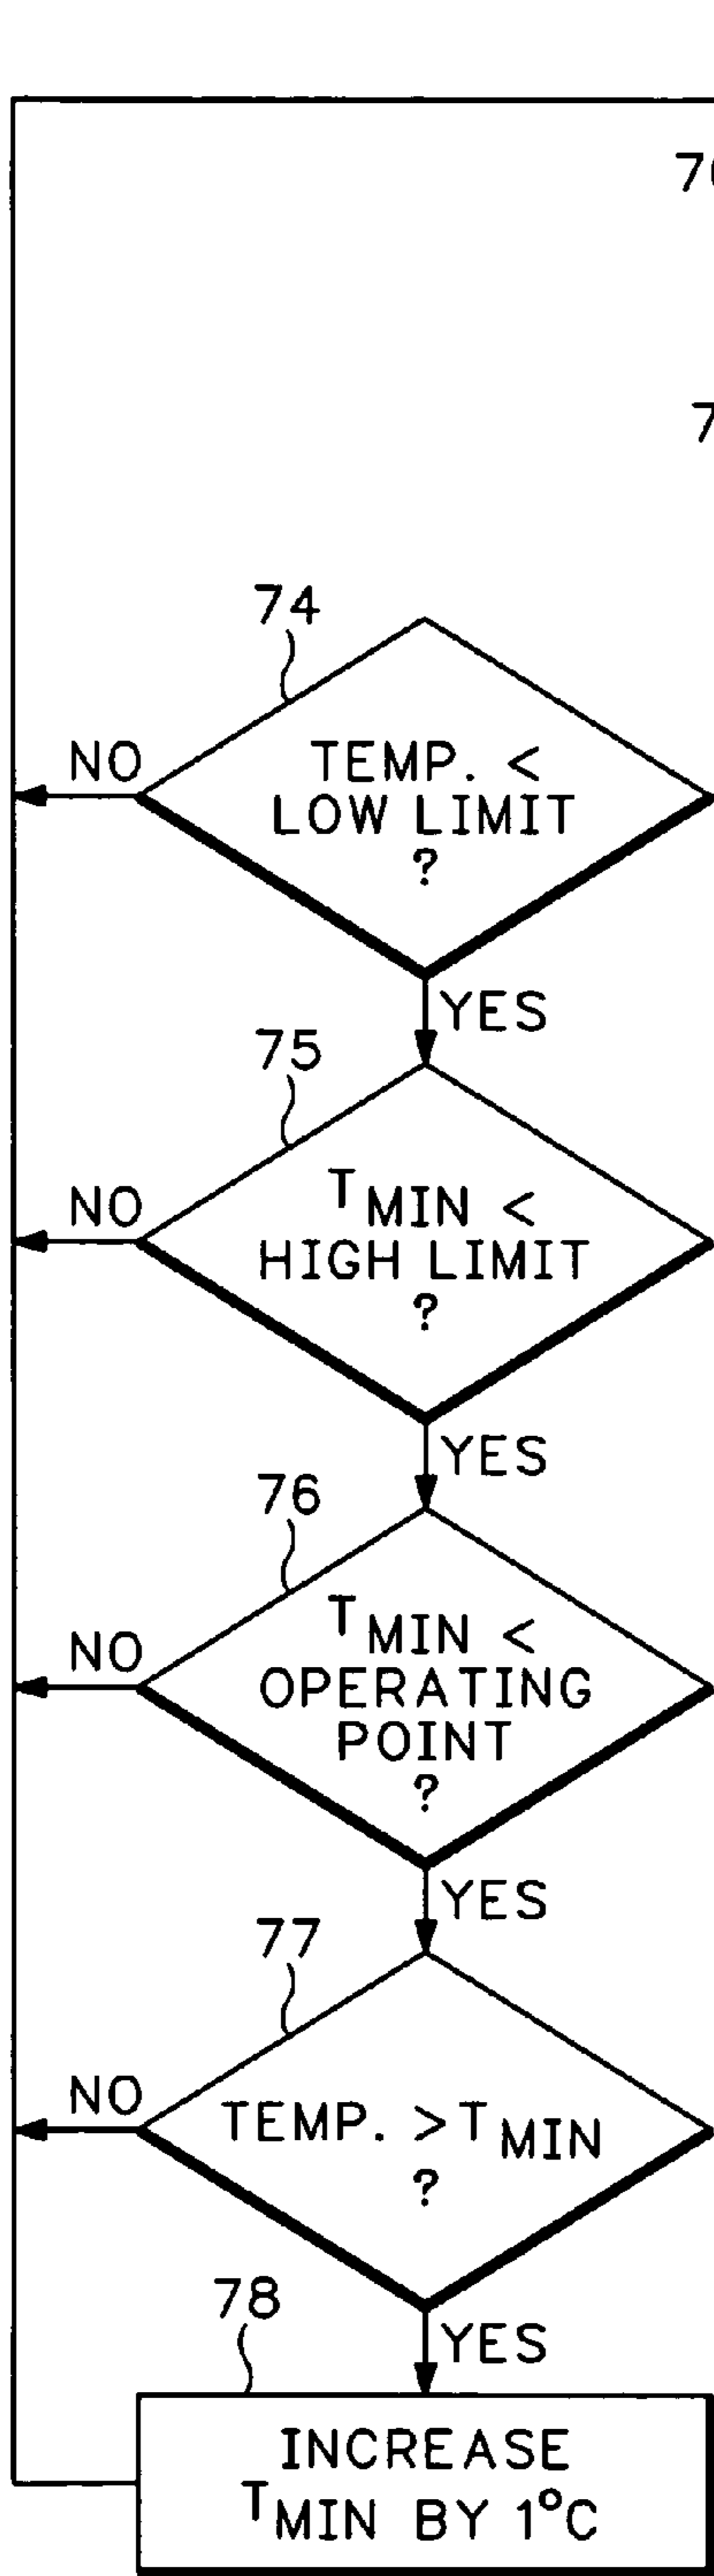 74
NO
TEMP. <
LOW LIMIT
?
YES
75
NO
TMIN <
HIGH LIMIT
?
YES
76
NO
TMIN <
OPERATING
POINT
?
YES
77
NO
TEMP. > TMIN
?
YES
78
INCREASE
TMIN BY 1°C